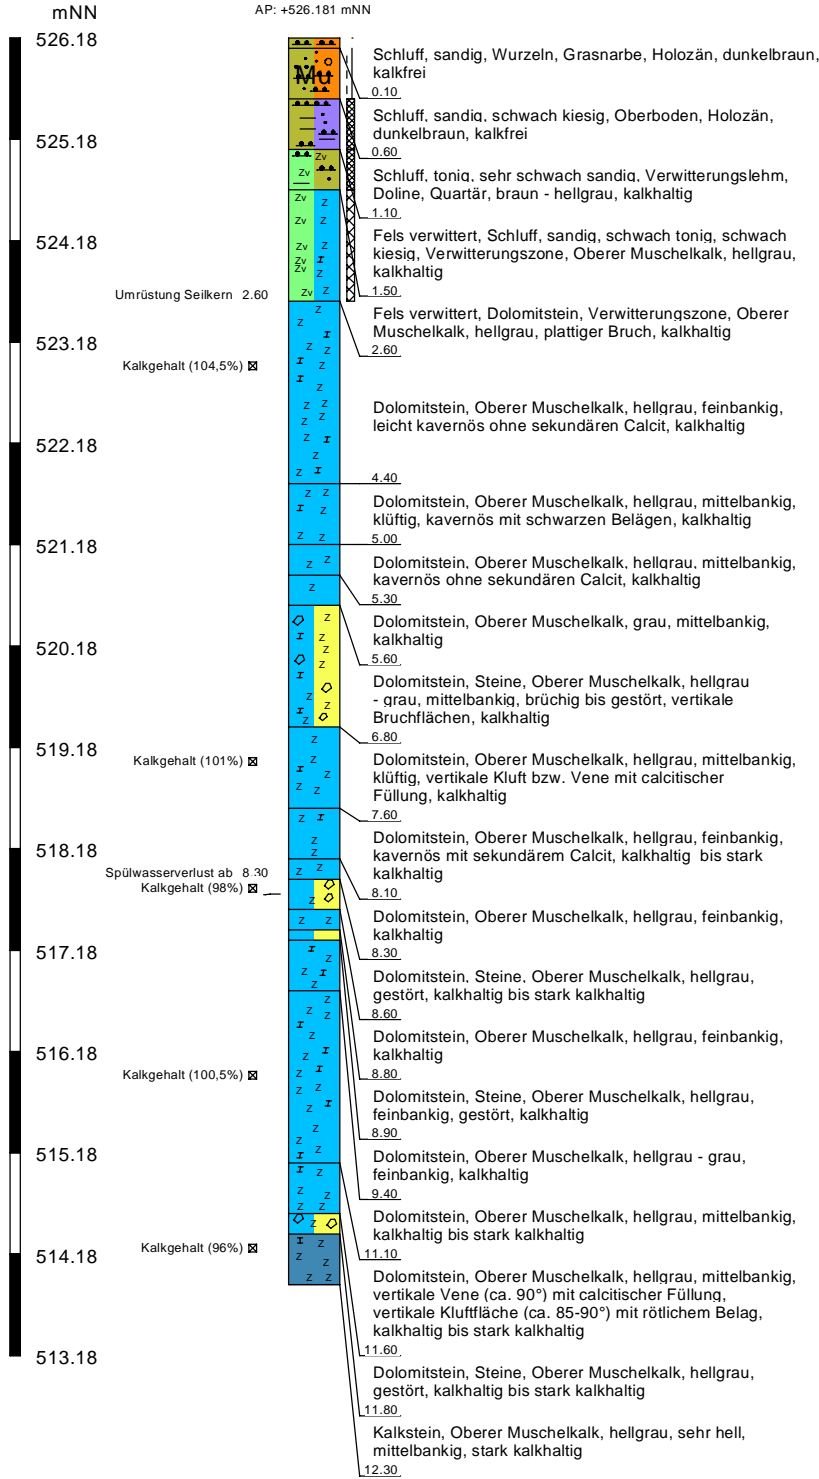 mNN
AP: +526.181 mNN
526.18
Mu
Schluff, sandig, Wurzeln, Grasnarbe, Holozän, dunkelbraun,
kalkfrei
0.10
Schluff, sandig, schwach kiesig, Oberboden, Holozän,
dunkelbraun, kalkfrei
0.60
525.18
Schluff, tonig, sehr schwach sandig, Verwitterungslehm,
Doline, Quartär, braun - hellgrau, kalkhaltig
1.10
524.18
Fels verwittert, Schluff, sandig, schwach tonig, schwach
kiesig, Verwitterungszone, Oberer Muschelkalk, hellgrau,
kalkhaltig
1.50
Umrüstung Seilkern 2.60
Fels verwittert, Dolomitstein, Verwitterungszone, Oberer
Muschelkalk, hellgrau, plattiger Bruch, kalkhaltig
2.60
523.18
Kalkgehalt (104,5%)
Dolomitstein, Oberer Muschelkalk, hellgrau, feinbankig,
leicht kavernös ohne sekundären Calcit, kalkhaltig
4.40
522.18
Dolomitstein, Oberer Muschelkalk, hellgrau, mittelbankig,
klüftig, kavernös mit schwarzen Belägen, kalkhaltig
5.00
521.18
Dolomitstein, Oberer Muschelkalk, hellgrau, mittelbankig,
kavernös ohne sekundären Calcit, kalkhaltig
5.30
Dolomitstein, Oberer Muschelkalk, grau, mittelbankig,
kalkhaltig
5.60
520.18
Dolomitstein, Steine, Oberer Muschelkalk, hellgrau
- grau, mittelbankig, brüchig bis gestört, vertikale
Bruchflächen, kalkhaltig
6.80
519.18
Kalkgehalt (101%)
Dolomitstein, Oberer Muschelkalk, hellgrau, mittelbankig,
klüftig, vertikale Kluft bzw. Vene mit calcitischer
Füllung, kalkhaltig
7.60
518.18
Dolomitstein, Oberer Muschelkalk, hellgrau, feinbankig,
kavernös mit sekundärem Calcit, kalkhaltig bis stark
kalkhaltig
8.10
Spülwasserverlust ab 8.30
Kalkgehalt (98%)
Dolomitstein, Oberer Muschelkalk, hellgrau, feinbankig,
kalkhaltig
8.30
517.18
Dolomitstein, Steine, Oberer Muschelkalk, hellgrau,
gestört, kalkhaltig bis stark kalkhaltig
8.60
516.18
Dolomitstein, Oberer Muschelkalk, hellgrau, feinbankig,
kalkhaltig
8.80
Kalkgehalt (100,5%)
Dolomitstein, Steine, Oberer Muschelkalk, hellgrau,
feinbankig, gestört, kalkhaltig
8.90
515.18
Dolomitstein, Oberer Muschelkalk, hellgrau - grau,
feinbankig, kalkhaltig
9.40
Dolomitstein, Oberer Muschelkalk, hellgrau, mittelbankig,
kalkhaltig bis stark kalkhaltig
11.10
Kalkgehalt (96%)
514.18
Dolomitstein, Oberer Muschelkalk, hellgrau, mittelbankig,
vertikale Vene (ca. 90°) mit calcitischer Füllung,
vertikale Kluftfläche (ca. 85-90°) mit rötlichem Belag,
kalkhaltig bis stark kalkhaltig
11.60
513.18
Dolomitstein, Steine, Oberer Muschelkalk, hellgrau,
gestört, kalkhaltig bis stark kalkhaltig
11.80
Kalkstein, Oberer Muschelkalk, hellgrau, sehr hell,
mittelbankig, stark kalkhaltig
12.30